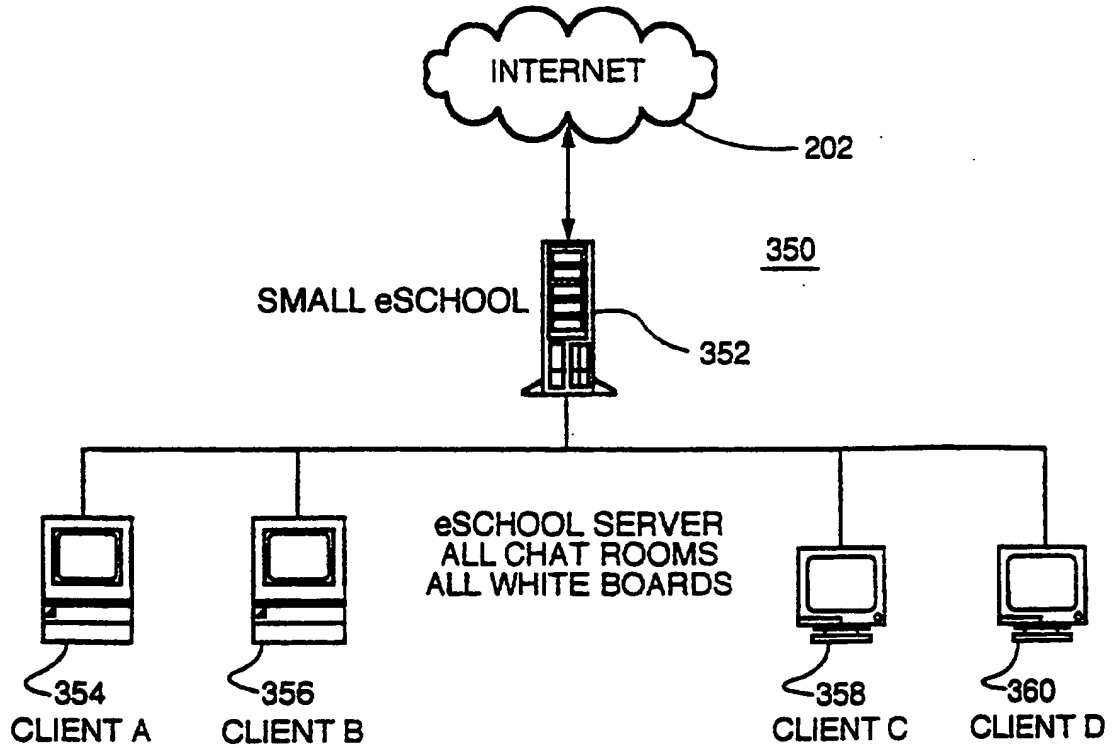 INTERNET
202
350
SMALL eSCHOOL
352
eSCHOOL SERVER
ALL CHAT ROOMS
ALL WHITE BOARDS
354
CLIENT A
356
CLIENT B
358
CLIENT C
360
CLIENT D